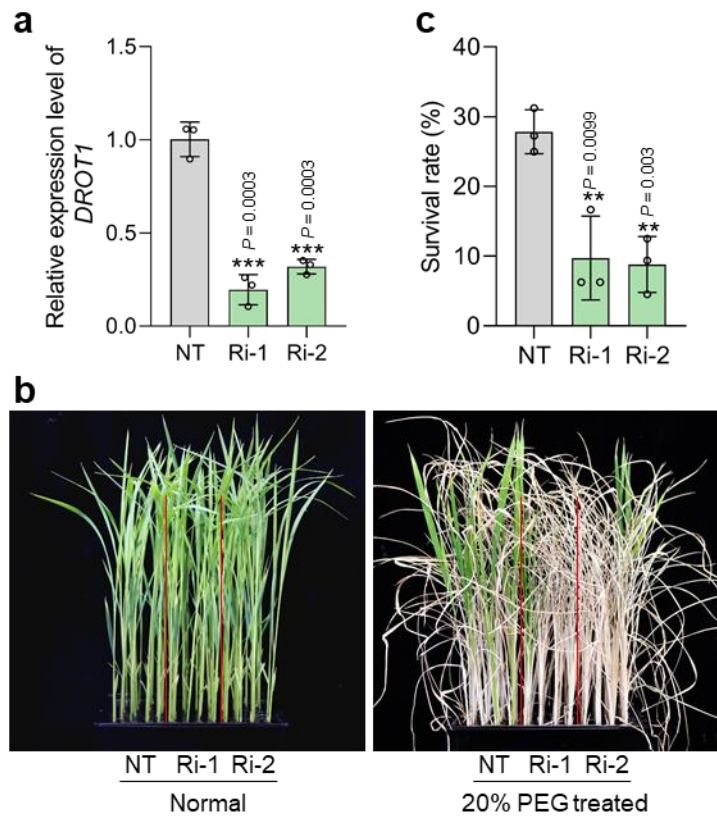 a
Relative expression level of
DROT1
1.5
1.0
0.5
0.0
***
P = 0.0003
***
P = 0.0003
NT Ri-1 Ri-2
c
Survival rate (%)
40
30
20
10
0
**
P = 0.0099
**
P = 0.003
NT Ri-1 Ri-2
b
NT Ri-1 Ri-2
Normal
NT Ri-1 Ri-2
20% PEG treated